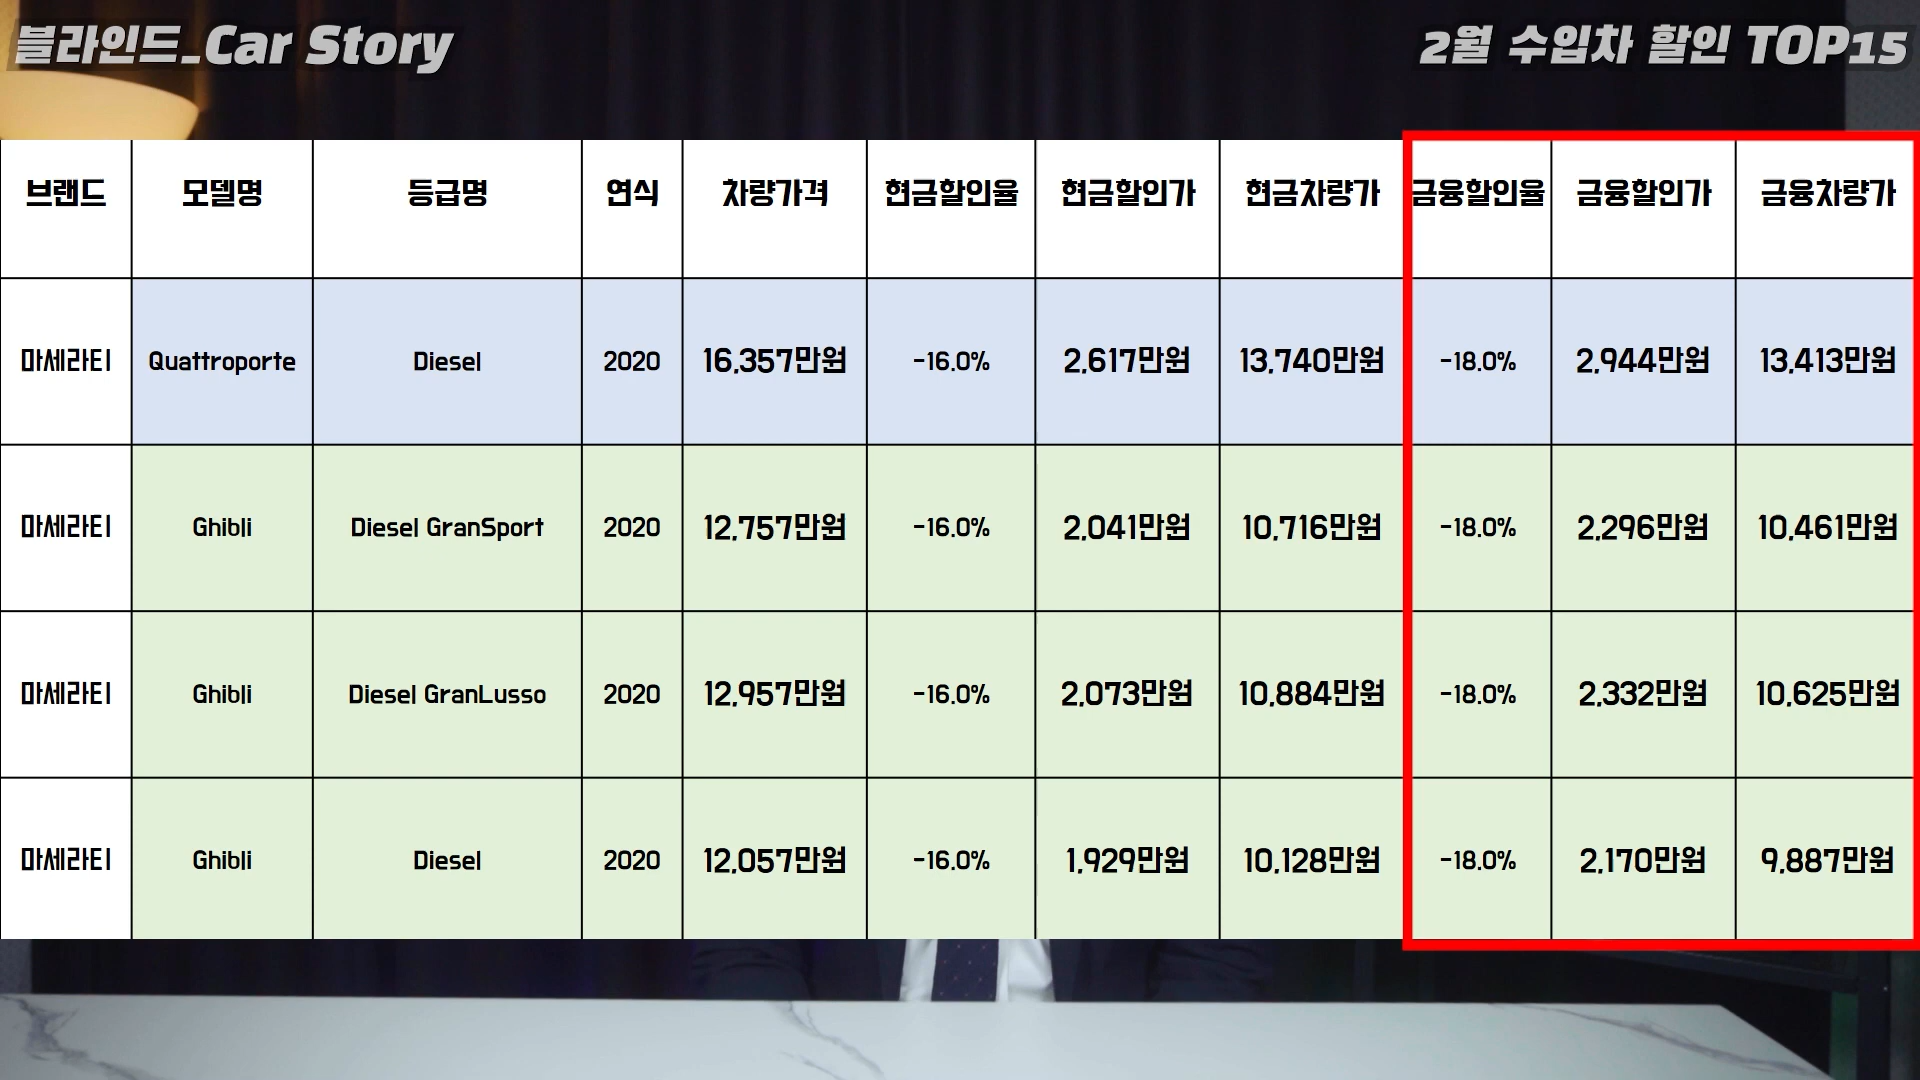 블라인드_Car Story
2월 수입차 할인 TOP15
브랜드 모델명 등급명 연식 차량가격 현금할인율 현금할인가 현금차량가 금융할인율 금융할인가 금융차량가
마세라티 Quattroporte Diesel 2020 16,357만원 -16.0% 2,617만원 13,740만원 -18.0% 2,944만원 13,413만원
마세라티 Ghibli Diesel GranSport 2020 12,757만원 -16.0% 2,041만원 10,716만원 -18.0% 2,296만원 10,461만원
마세라티 Ghibli Diesel GranLusso 2020 12,957만원 -16.0% 2,073만원 10,884만원 -18.0% 2,332만원 10,625만원
마세라티 Ghibli Diesel 2020 12,057만원 -16.0% 1,929만원 10,128만원 -18.0% 2,170만원 9,887만원